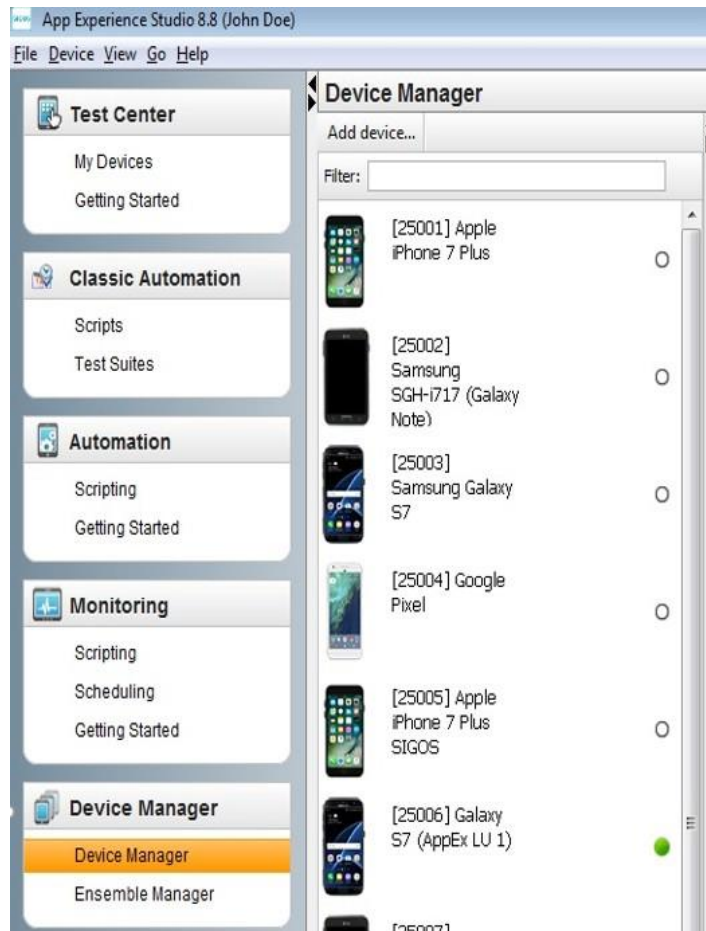 App Experience Studio 8.8 (John Doe)
File Device View Go Help
Test Center
My Devices
Getting Started
Classic Automation
Scripts
Test Suites
Automation
Scripting
Getting Started
Monitoring
Scripting
Scheduling
Getting Started
Device Manager
Device Manager
Ensemble Manager
Device Manager
Add device...
Filter:
[25001] Apple
iPhone 7 Plus
[25002]
Samsung
SGH-i717 (Galaxy
Note)
[25003]
Samsung Galaxy
S7
[25004] Google
Pixel
[25005] Apple
iPhone 7 Plus
SIGOS
[25006] Galaxy
S7 (AppEx LU 1)
[25007]